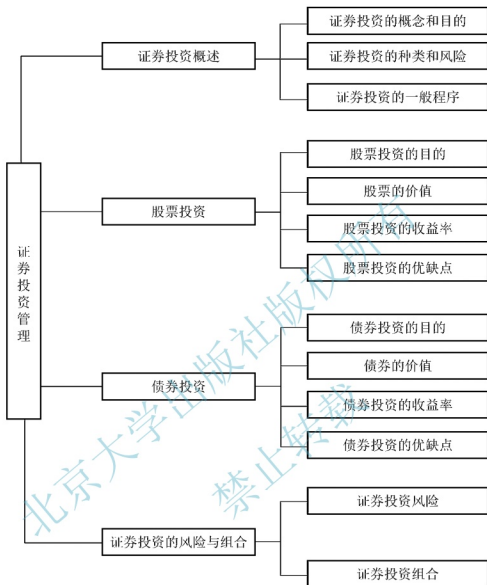 证券投资管理
证券投资概述
证券投资的概念和目的
证券投资的种类和风险
证券投资的一般程序
股票投资
股票投资的目的
股票的价值
股票投资的收益率
股票投资的优缺点
债券投资
债券投资的目的
债券的价值
债券投资的收益率
债券投资的优缺点
证券投资的风险与组合
证券投资风险
证券投资组合
北京大学出版社版权所有
禁止转载